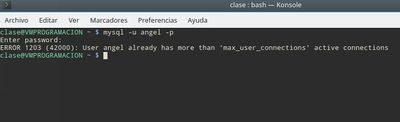 clase : bash — Konsole
Archivo Editar Ver Marcadores Preferencias Ayuda
clase@VMPROGRAMACION ~ $ mysql -u angel -p
Enter password:
ERROR 1203 (42000): User angel already has more than 'max_user_connections' active connections
clase@VMPROGRAMACION ~ $